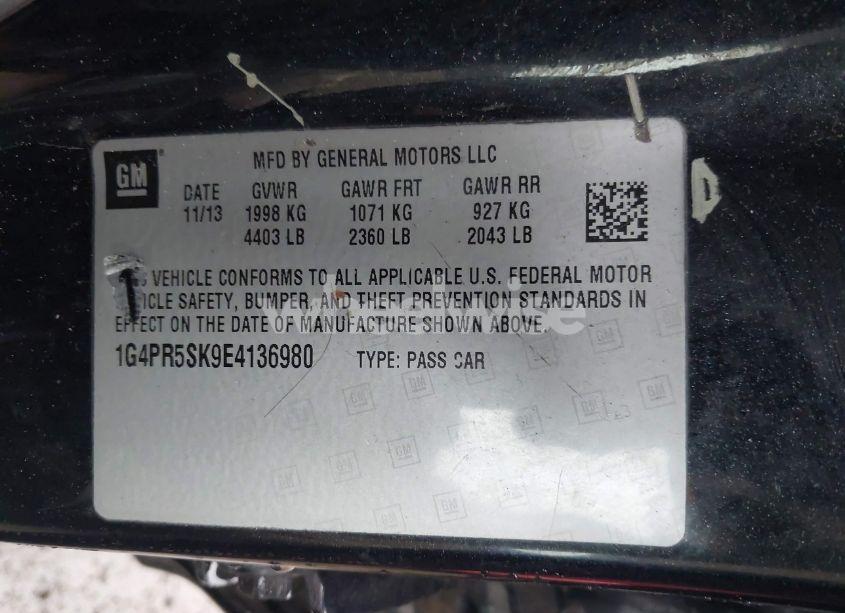 GM
MFD BY GENERAL MOTORS LLC
DATE GVWR GAWR FRT GAWR RR
11/13 1998 KG 1071 KG 927 KG
4403 LB 2360 LB 2043 LB
VEHICLE CONFORMS TO ALL APPLICABLE U.S. FEDERAL MOTOR
SAFETY, BUMPER, AND THEFT PREVENTION STANDARDS IN
EFFECT ON THE DATE OF MANUFACTURE SHOWN ABOVE.
1G4PR5SK9E4136980 TYPE: PASS CAR